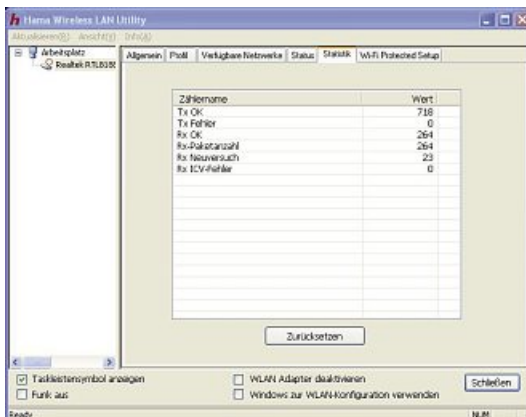 Hama Wireless LAN Utility
Aktualisieren(R) Ansicht(V) Info(A)
Arbeitsplatz
Realtek RTL8188
Allgemein Profil Verfügbare Netzwerke Status Statistik Wi-Fi Protected Setup
Zählername Wert
Tx OK 718
Tx Fehler 0
Rx OK 264
Rx-Paketanzahl 264
Rx Neuversuch 23
Rx ICV-Fehler 0
Zurücksetzen
Taskleistensymbol anzeigen
Funk aus
WLAN Adapter deaktivieren
Windows zur WLAN-Konfiguration verwenden
Schließen
Ready NUM